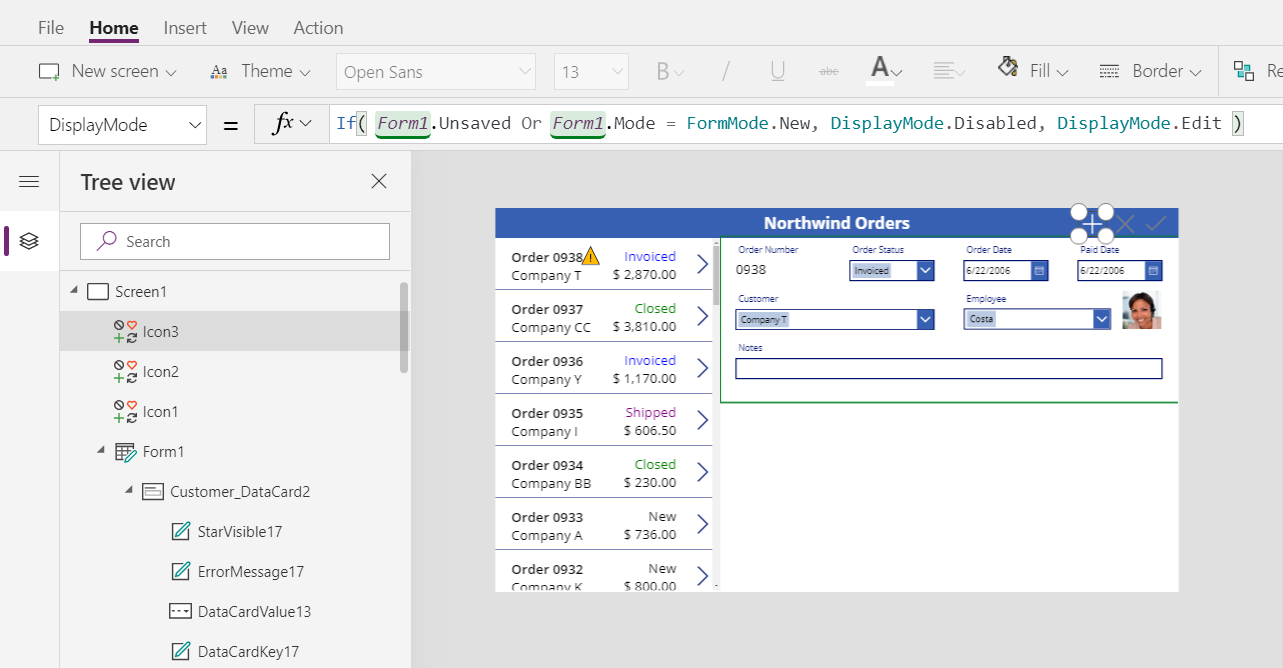 File Home Insert View Action
New screen Theme Open Sans 13 B / U abc A Fill Border Re
DisplayMode = fx If( Form1.Unsaved Or Form1.Mode = FormMode.New, DisplayMode.Disabled, DisplayMode.Edit )
Tree view
Search
Screen1
Icon3
Icon2
Icon1
Form1
Customer_DataCard2
StarVisible17
ErrorMessage17
DataCardValue13
DataCardKey17
Northwind Orders
Order 0938 Invoiced
Company T $ 2,870.00
Order 0937 Closed
Company CC $ 3,810.00
Order 0936 Invoiced
Company Y $ 1,170.00
Order 0935 Shipped
Company I $ 606.50
Order 0934 Closed
Company BB $ 230.00
Order 0933 New
Company A $ 736.00
Order 0932 New
Company K $ 800.00
Order Number Order Status Order Date Paid Date
0938 Invoiced 6/22/2006 6/22/2006
Customer Employee
Company T Costa
Notes